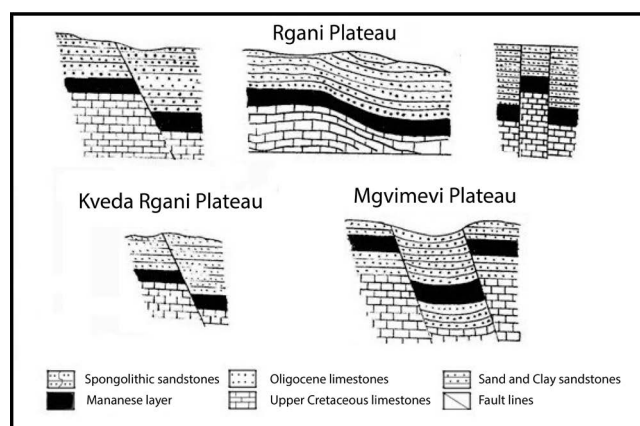 Rgani Plateau
Kveda Rgani Plateau
Mgvimevi Plateau
Spongolithic sandstones
Oligocene limestones
Sand and Clay sandstones
Mananese layer
Upper Cretaceous limestones
Fault lines